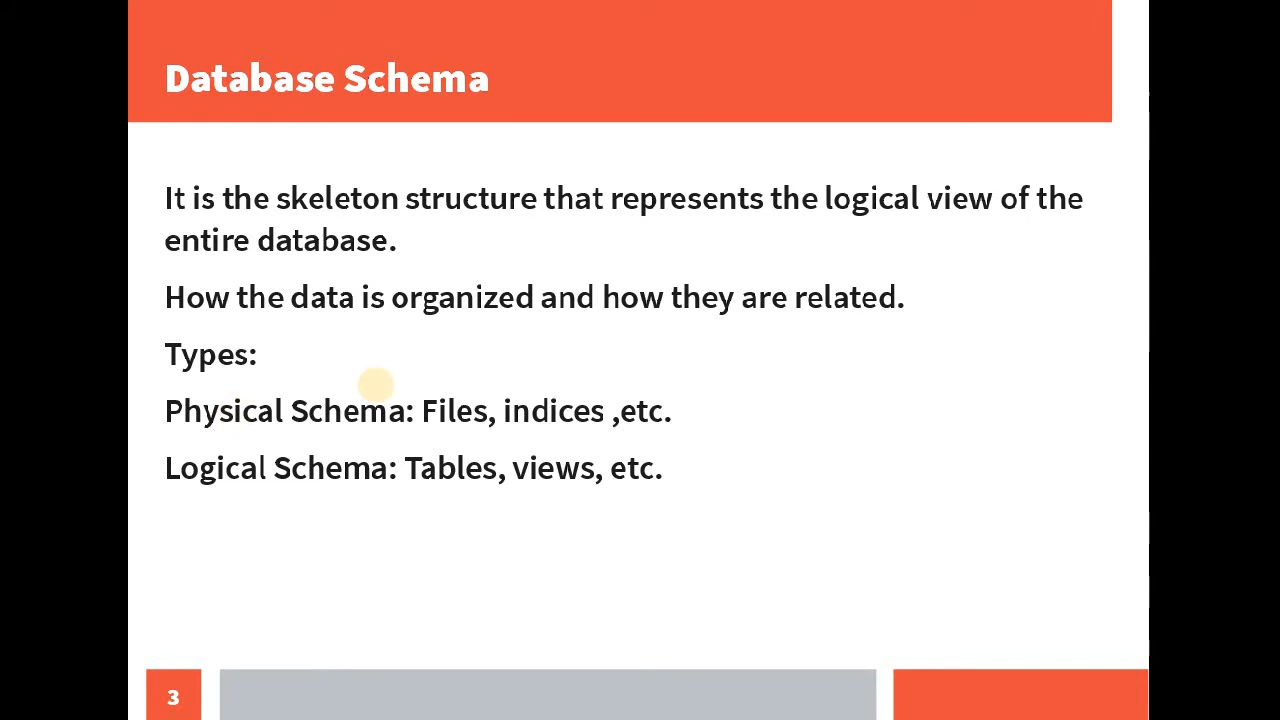 Database Schema
It is the skeleton structure that represents the logical view of the
entire database.
How the data is organized and how they are related.
Types:
Physical Schema: Files, indices ,etc.
Logical Schema: Tables, views, etc.
3